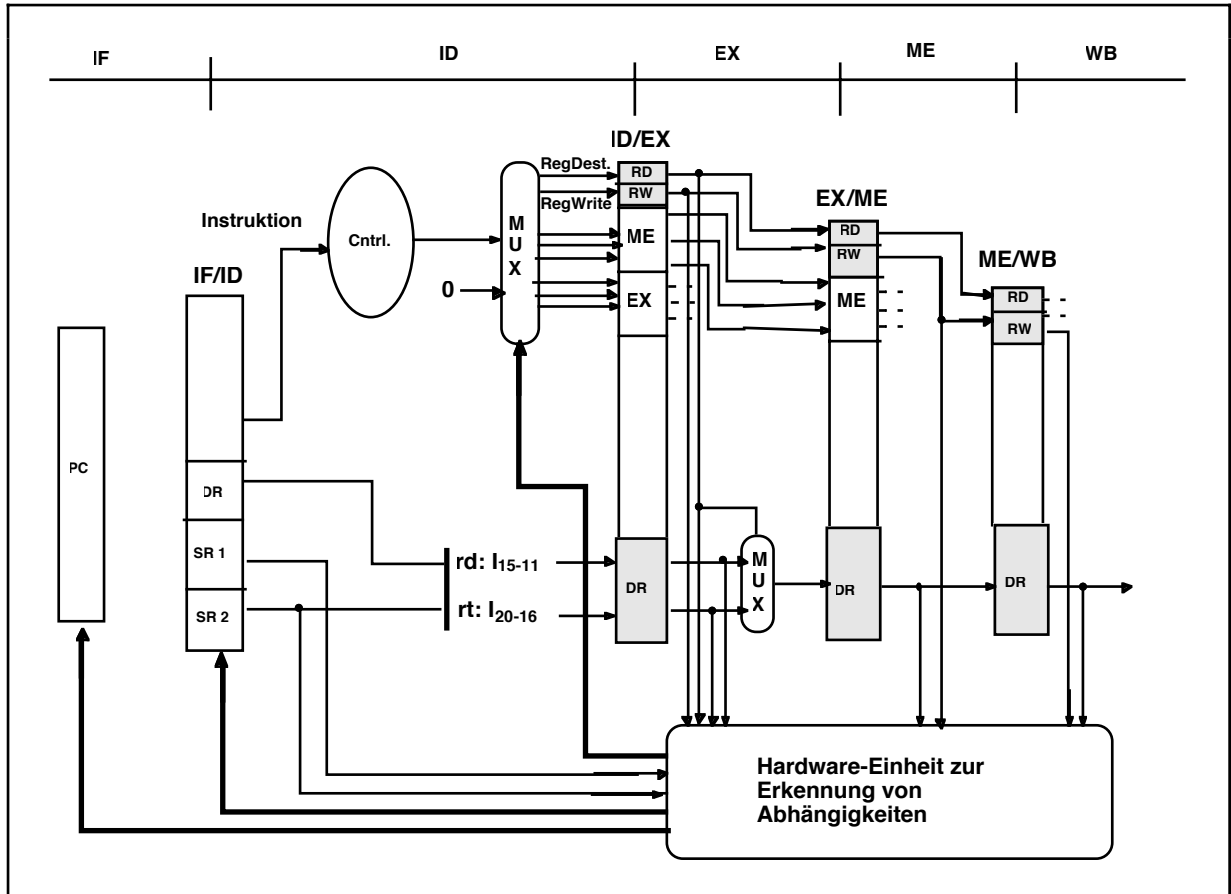 IF
ID
EX
ME
WB
ID/EX
RegDest.
RD
RW
RegWrite
EX/ME
Instruktion
Cntrl.
M
U
X
ME
RD
RW
ME/WB
IF/ID
0
EX
ME
RD
RW
PC
DR
SR 1
SR 2
rd: I15-11
rt: I20-16
DR
M
U
X
DR
DR
Hardware-Einheit zur
Erkennung von
Abhängigkeiten